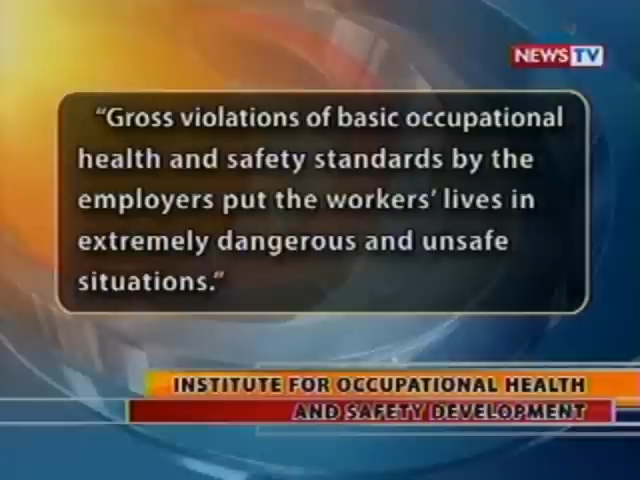 NEWS TV
“Gross violations of basic occupational
health and safety standards by the
employers put the workers’ lives in
extremely dangerous and unsafe
situations.”
INSTITUTE FOR OCCUPATIONAL HEALTH
AND SAFETY DEVELOPMENT